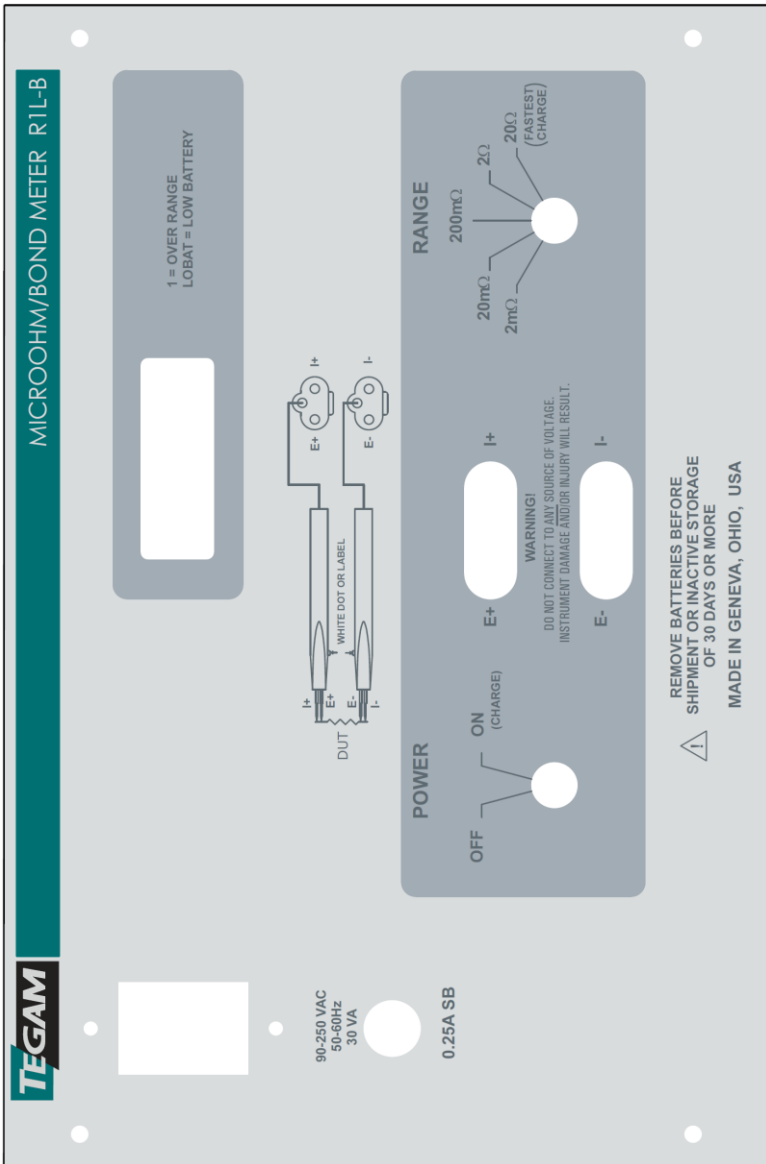 TEGAM
MICROOHM/BOND METER R1L-B
1 = OVER RANGE
LOBAT = LOW BATTERY
90-250 VAC
50-60Hz
30 VA
0.25A SB
I+
E+
E-
I-
DUT
WHITE DOT OR LABEL
E+
I+
E-
I-
POWER
OFF
ON
(CHARGE)
E+
I+
WARNING!
DO NOT CONNECT TO ANY SOURCE OF VOLTAGE.
INSTRUMENT DAMAGE AND/OR INJURY WILL RESULT.
E-
I-
RANGE
2mΩ
20mΩ
200mΩ
2Ω
20Ω
(FASTEST
CHARGE)
REMOVE BATTERIES BEFORE
SHIPMENT OR INACTIVE STORAGE
OF 30 DAYS OR MORE
MADE IN GENEVA, OHIO, USA